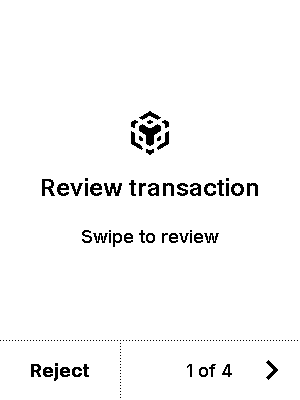 Review transaction
Swipe to review
Reject
1 of 4